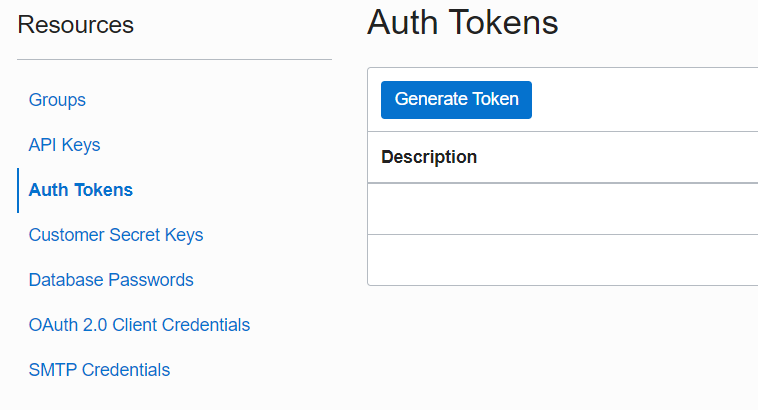 Resources
Groups
API Keys
Auth Tokens
Customer Secret Keys
Database Passwords
OAuth 2.0 Client Credentials
SMTP Credentials
Auth Tokens
Generate Token
Description